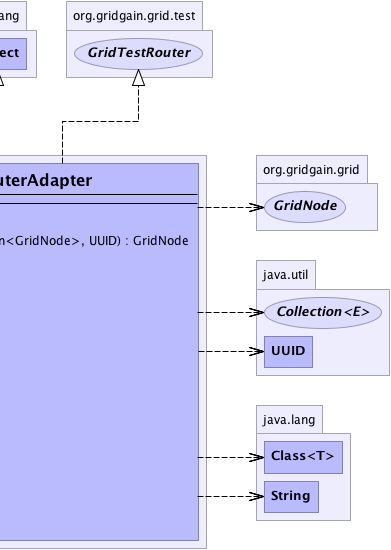 ang
org.gridgain.grid.test
ect
GridTestRouter
uterAdapter
org.gridgain.grid
GridNode
n<GridNode>, UUID) : GridNode
java.util
Collection<E>
UUID
java.lang
Class<T>
String